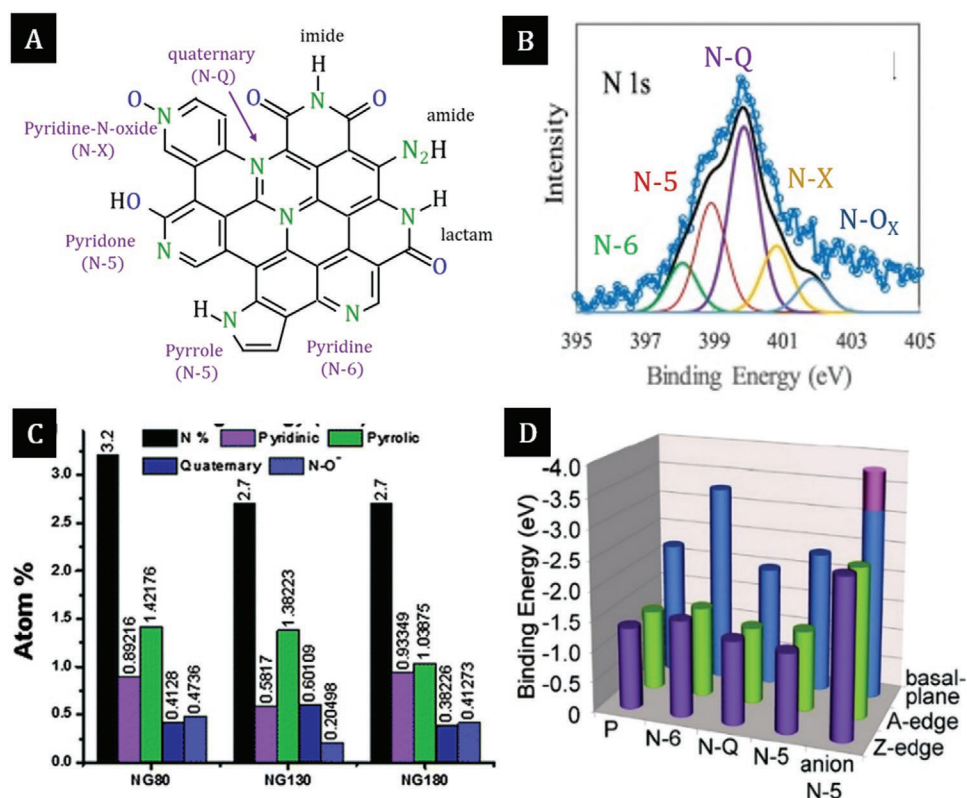 A
imide
H
N
O
O
quaternary
(N-Q)
O
N
Pyridine-N-oxide
(N-X)
amide
N₂H
N
N
H
N
lactam
O
HO
Pyridone
(N-5)
N
H
N
Pyrrole
(N-5)
N
Pyridine
(N-6)
B
N 1s
N-Q
N-5
N-X
N-6
N-Oₓ
Intensity
395 397 399 401 403 405
Binding Energy (eV)
C
N % Pyridinic Pyrrolic
Quaternary N-O⁻
Atom %
3.0
2.5
2.0
1.5
1.0
0.5
0.0
3.2 0.89216 1.42176 0.4128 0.4736
2.7 0.5817 1.38223 0.60109 0.20498
2.7 0.93349 1.03875 0.38226 0.41273
NG80 NG130 NG180
D
Binding Energy (eV)
-4.0
-3.5
-3.0
-2.5
-2.0
-1.5
-1.0
-0.5
0
P N-6 N-Q N-5 anion
N-5
basal-
plane
A-edge
Z-edge